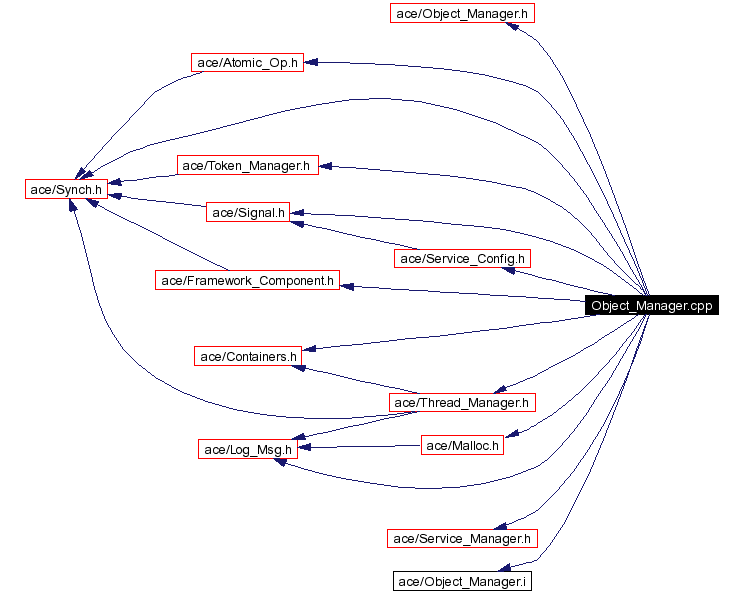 ace/Object_Manager.h
ace/Atomic_Op.h
ace/Token_Manager.h
ace/Synch.h
ace/Signal.h
ace/Service_Config.h
ace/Framework_Component.h
Object_Manager.cpp
ace/Containers.h
ace/Thread_Manager.h
ace/Malloc.h
ace/Log_Msg.h
ace/Service_Manager.h
ace/Object_Manager.i